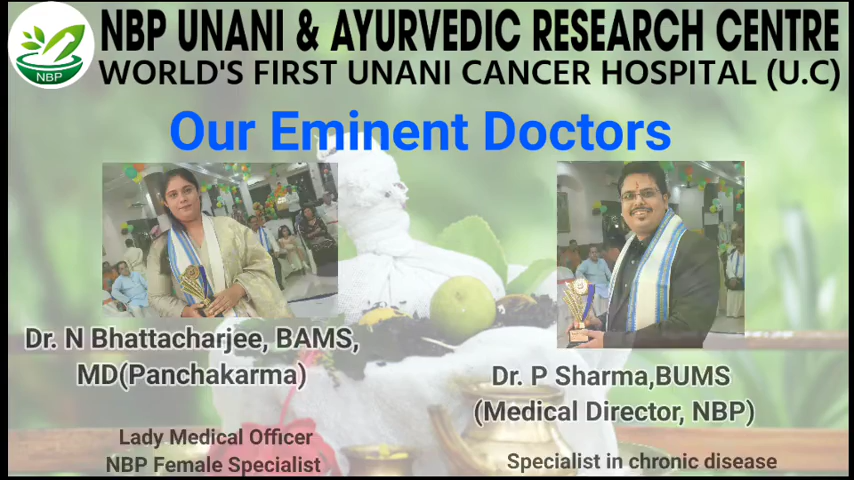 NBP UNANI & AYURVEDIC RESEARCH CENTRE
WORLD'S FIRST UNANI CANCER HOSPITAL (U.C)
NBP
Our Eminent Doctors
Dr. N Bhattacharjee, BAMS,
MD(Panchakarma)
Lady Medical Officer
NBP Female Specialist
Dr. P Sharma,BUMS
(Medical Director, NBP)
Specialist in chronic disease